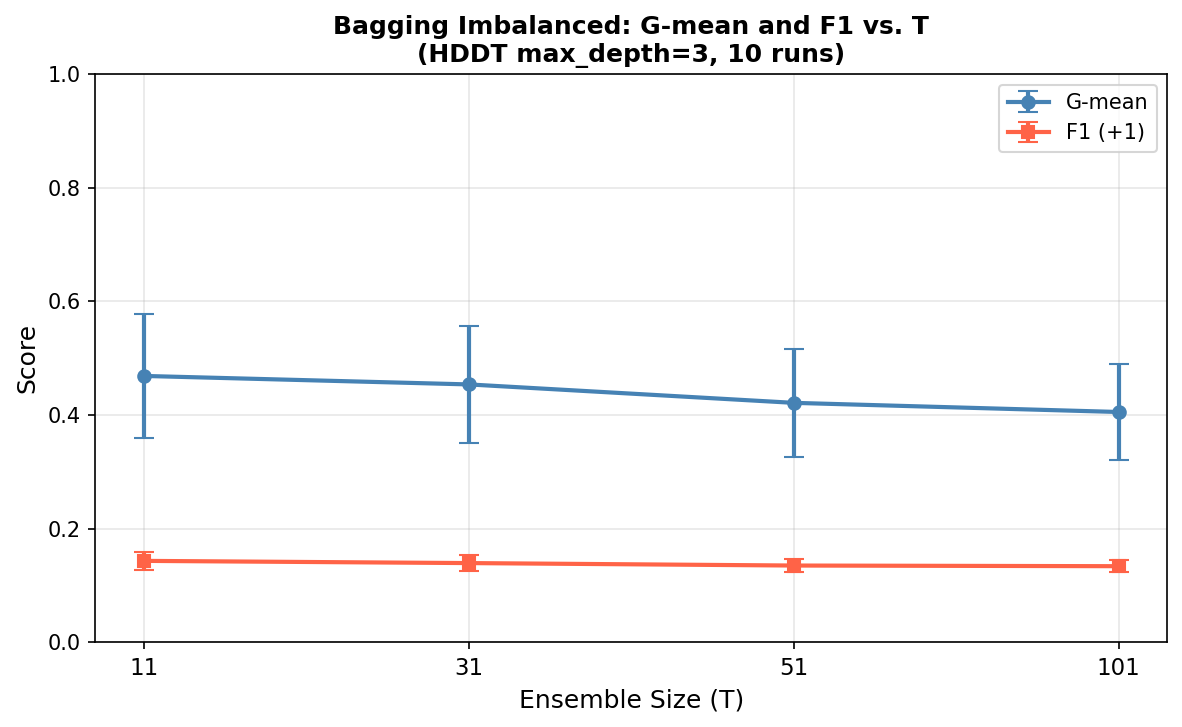 Bagging Imbalanced: G-mean and F1 vs. T
(HDDT max_depth=3, 10 runs)
G-mean
F1 (+1)
Score
1.0
0.8
0.6
0.4
0.2
0.0
11 31 51 101
Ensemble Size (T)